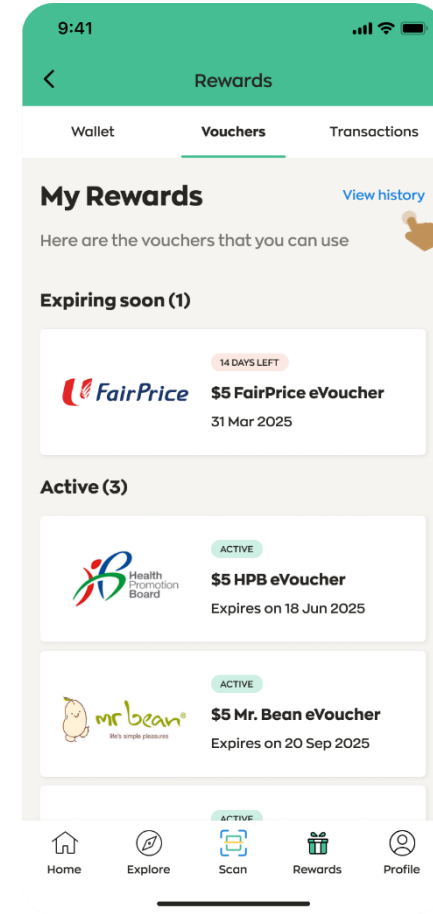 9:41
Rewards
Wallet Vouchers Transactions
My Rewards View history
Here are the vouchers that you can use
Expiring soon (1)
14 DAYS LEFT
FairPrice
$5 FairPrice eVoucher
31 Mar 2025
Active (3)
Health
Promotion
Board
ACTIVE
$5 HPB eVoucher
Expires on 18 Jun 2025
mr bean®
life's simple pleasures
ACTIVE
$5 Mr. Bean eVoucher
Expires on 20 Sep 2025
ACTIVE
Home Explore Scan Rewards Profile